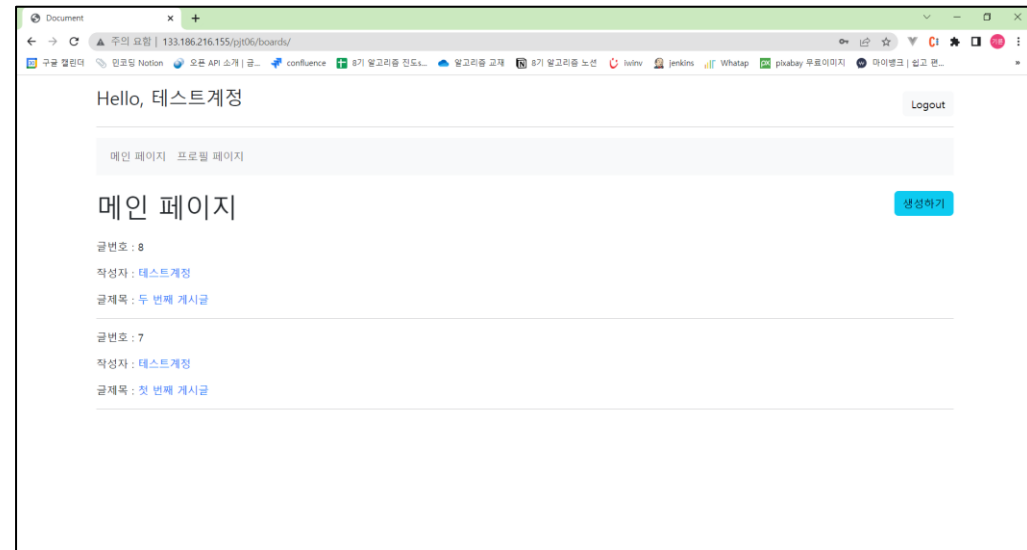 Document
주의 요함 | 133.186.216.155/pjt06/boards/
구글 캘린더 민코딩 Notion 오픈 API 소개 | 공... confluence 8기 알고리즘 진도s... 알고리즘 교재 8기 알고리즘 노션 iwinv jenkins Whatap pixabay 무료이미지 마이뱅크 | 쉽고 편...
Hello, 테스트계정
Logout
메인 페이지 프로필 페이지
메인 페이지
생성하기
글번호 : 8
작성자 : 테스트계정
글제목 : 두 번째 게시글
글번호 : 7
작성자 : 테스트계정
글제목 : 첫 번째 게시글